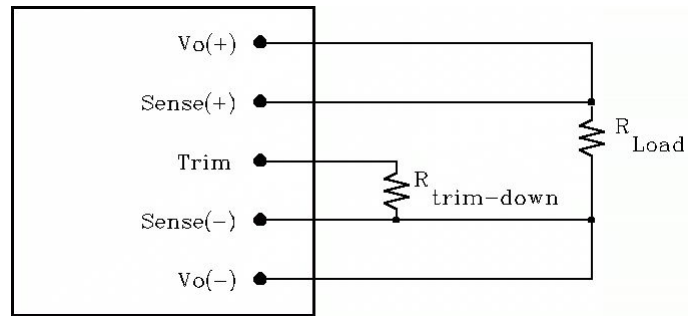 Vo(+)
Sense(+)
R
Load
Trim
R
trim-down
Sense(-)
Vo(-)